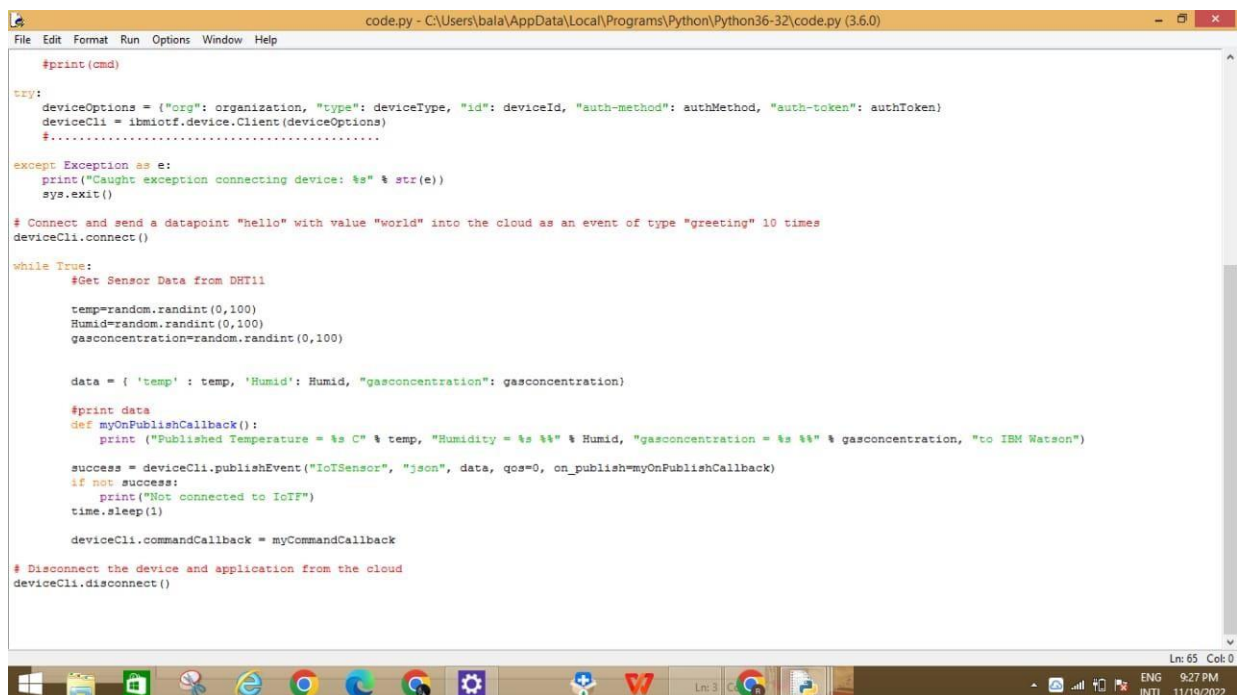 code.py - C:\Users\bala\AppData\Local\Programs\Python\Python36-32\code.py (3.6.0)
File Edit Format Run Options Window Help
#print(cmd)
try:
deviceOptions = {"org": organization, "type": deviceType, "id": deviceId, "auth-method": authMethod, "auth-token": authToken}
deviceCli = ibmiotf.device.Client(deviceOptions)
#..............................................
except Exception as e:
print("Caught exception connecting device: %s" % str(e))
sys.exit()
# Connect and send a datapoint "hello" with value "world" into the cloud as an event of type "greeting" 10 times
deviceCli.connect()
while True:
#Get Sensor Data from DHT11
temp=random.randint(0,100)
Humid=random.randint(0,100)
gasconcentration=random.randint(0,100)
data = { 'temp' : temp, 'Humid': Humid, "gasconcentration": gasconcentration}
#print data
def myOnPublishCallback():
print ("Published Temperature = %s C" % temp, "Humidity = %s %%" % Humid, "gasconcentration = %s %%" % gasconcentration, "to IBM Watson")
success = deviceCli.publishEvent("IoTSensor", "json", data, qos=0, on_publish=myOnPublishCallback)
if not success:
print("Not connected to IoTF")
time.sleep(1)
deviceCli.commandCallback = myCommandCallback
# Disconnect the device and application from the cloud
deviceCli.disconnect()
Ln: 65 Col: 0
Ln: 3
ENG 9:27 PM
INTL 11/19/2022